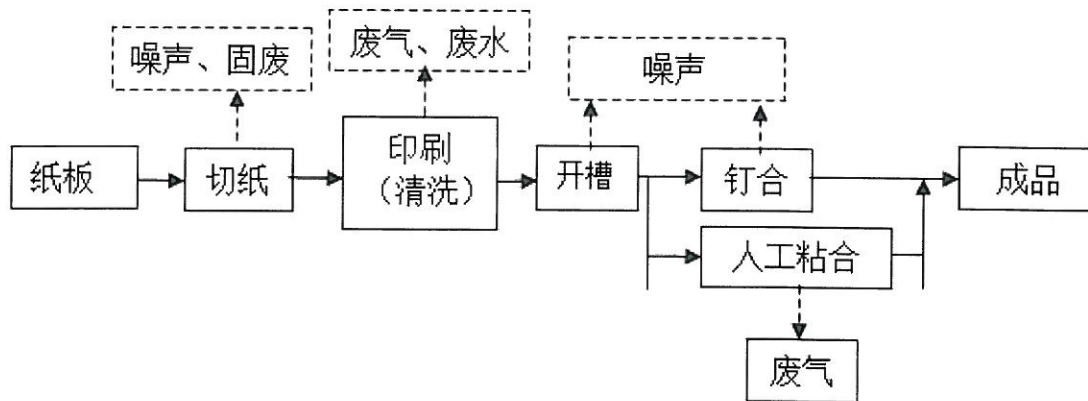 噪声、固废
废气、废水
噪声
纸板
切纸
印刷
（清洗）
开槽
钉合
成品
人工粘合
废气